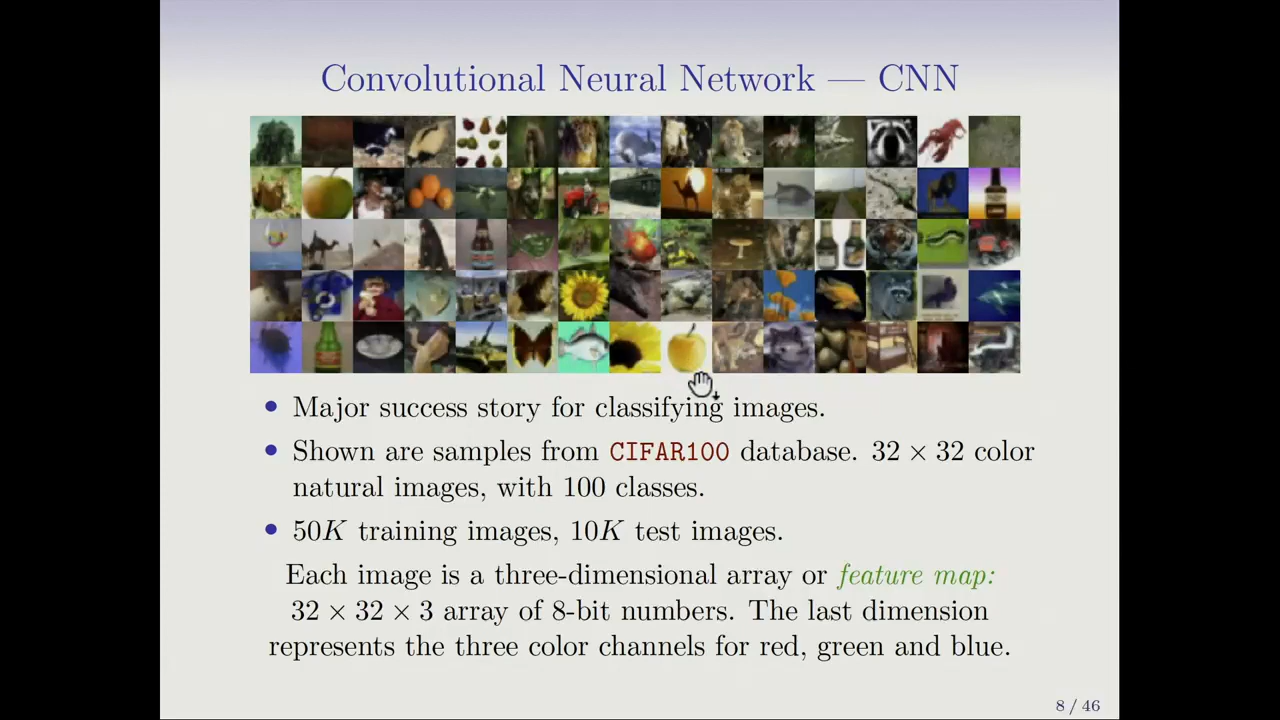 Convolutional Neural Network — CNN
• Major success story for classifying images.
• Shown are samples from CIFAR100 database. 32 × 32 color
natural images, with 100 classes.
• 50K training images, 10K test images.
Each image is a three-dimensional array or feature map:
32 × 32 × 3 array of 8-bit numbers. The last dimension
represents the three color channels for red, green and blue.
8 / 46